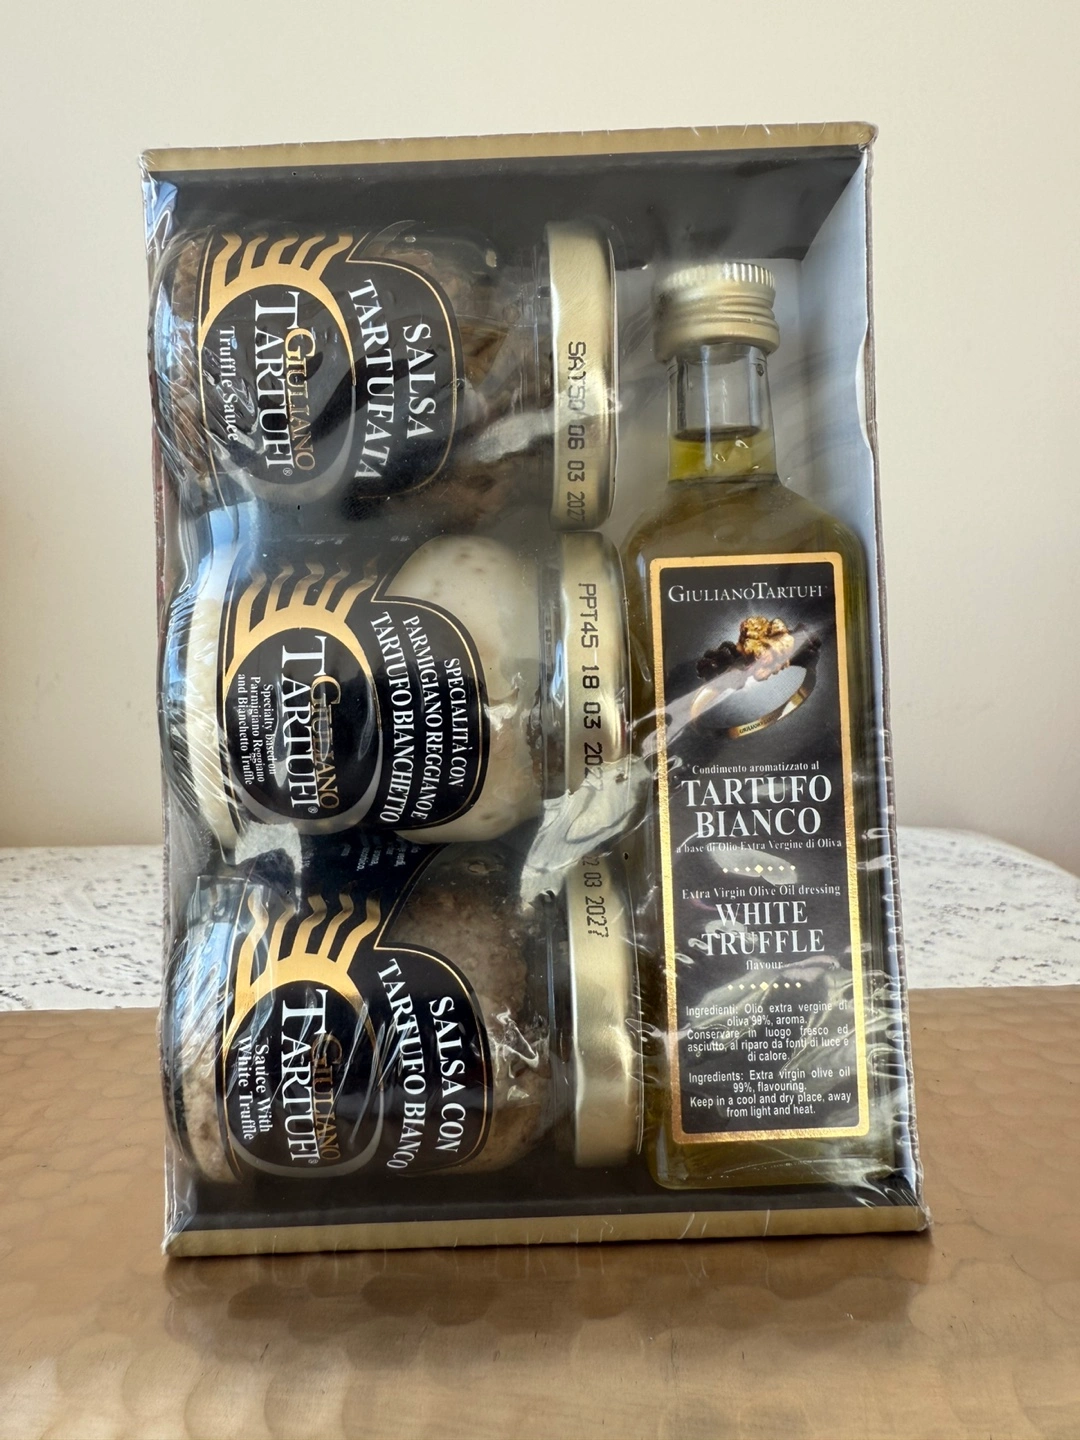 SALSA
TARTUFATA
GIULIANO
TARTUFI®
Truffle Sauce
SAT50 06 03 2027
SPECIALITÀ CON
PARMIGIANO REGGIANO E
TARTUFO BIANCHETTO
GIULIANO
TARTUFI®
Specialty based on
Parmigiano Reggiano
and Bianchetto Truffle
PPT45 18 03
SALSA CON
TARTUFO BIANCO
GIULIANO
TARTUFI®
Sauce With
White Truffle
03 2027
GIULIANOTARTUFI
Condimento aromatizzato al
TARTUFO
BIANCO
a base di Olio Extra Vergine di Oliva
Extra Virgin Olive Oil dressing
WHITE
TRUFFLE
flavour
Ingredienti: Olio extra vergine di
oliva 99%, aroma.
Conservare in luogo fresco ed
asciutto, al riparo da fonti di luce e
di calore.
Ingredients: Extra virgin olive oil
99%, flavouring.
Keep in a cool and dry place, away
from light and heat.